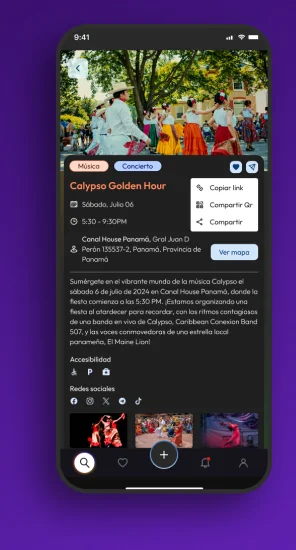 9:41
Música Concierto
Calypso Golden Hour
Copiar link
Sábado, Julio 06
Compartir Qr
5:30 - 9:30PM
Compartir
Canal House Panamá, Gral Juan D
Perón 135537-2, Panamá, Provincia de
Panamá
Ver mapa
Sumérgete en el vibrante mundo de la música Calypso el
sábado 6 de julio de 2024 en Canal House Panamá, donde la
fiesta comienza a las 5:30 PM. ¡Estamos organizando una
fiesta al atardecer para recordar, con los ritmos contagiosos
de una banda en vivo de Calypso, Caribbean Conexion Band
507, y las voces conmovedoras de una estrella local
panameña, El Maine Lion!
Accesibilidad
P
Redes sociales